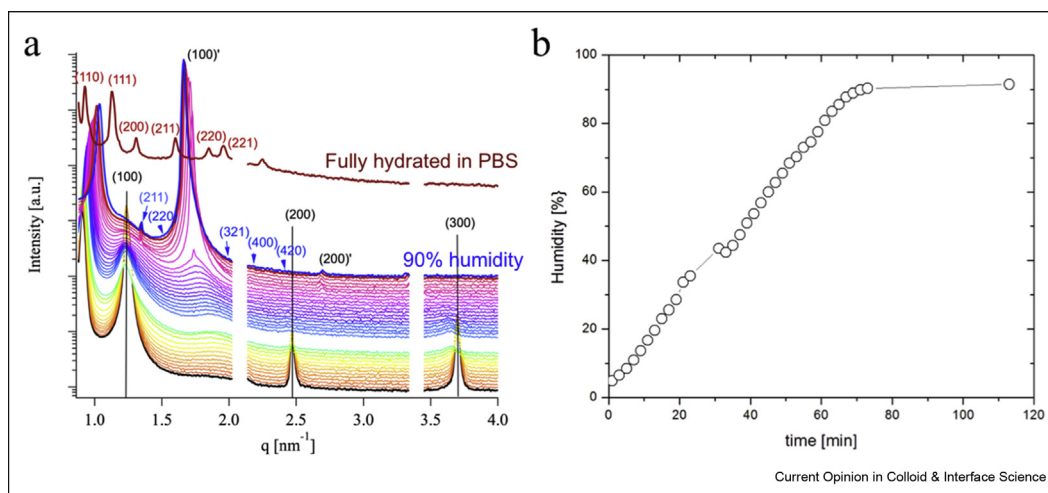 a
(110)
(111)
(100)'
(200)
(211)
(220)
(221)
Fully hydrated in PBS
(100)
(211)
(220)
(321)
(400)
(420)
(200)
(200)'
(300)
90% humidity
Intensity [a.u.]
1.0 1.5 2.0 2.5 3.0 3.5 4.0
q [nm-1]
b
Humidity [%]
100
80
60
40
20
0
0 20 40 60 80 100 120
time [min]
Current Opinion in Colloid & Interface Science